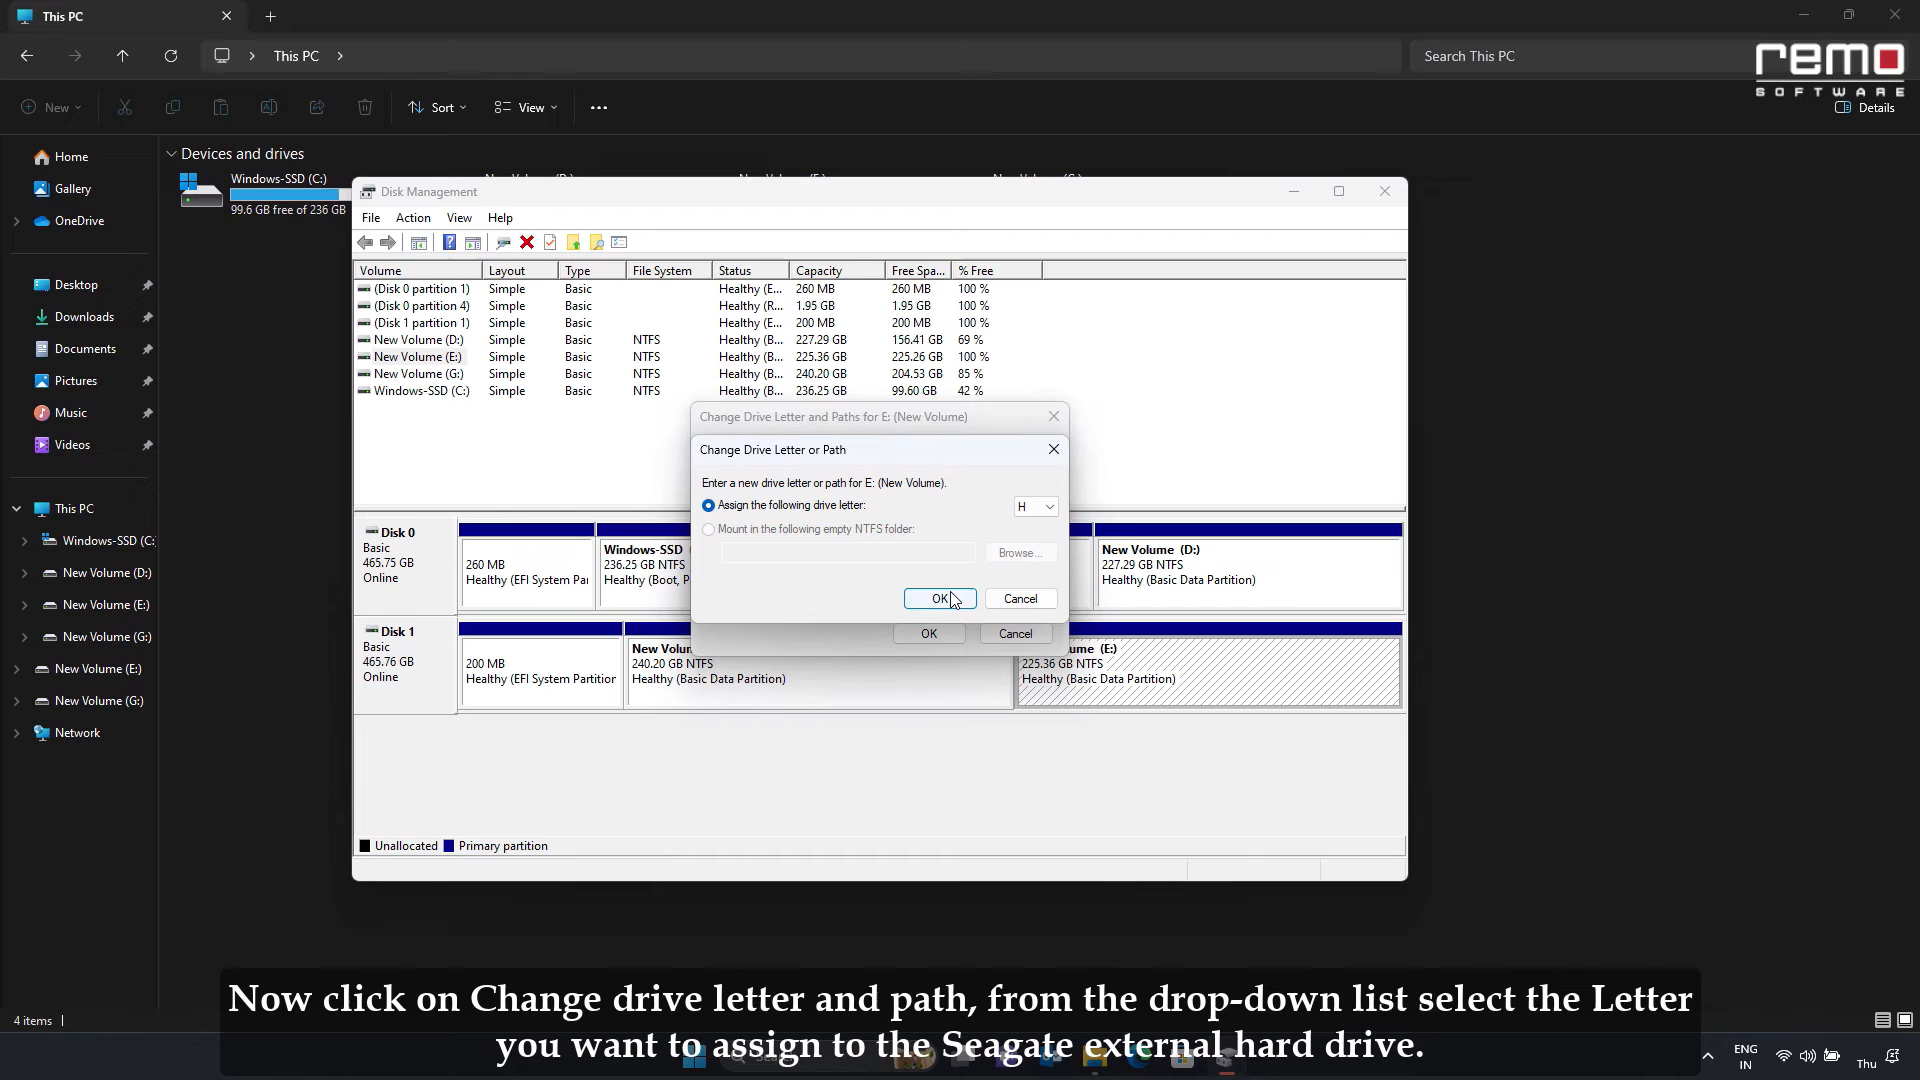 This PC
This PC
Search This PC
remo
SOFTWARE
New
Sort
View
Details
Home
Gallery
OneDrive
Desktop
Downloads
Documents
Pictures
Music
Videos
This PC
Windows-SSD (C:
New Volume (D:)
New Volume (E:)
New Volume (G:)
New Volume (E:)
New Volume (G:)
Network
Devices and drives
Windows-SSD (C:)
99.6 GB free of 236 GB
Disk Management
File Action View Help
Volume Layout Type File System Status Capacity Free Spa... % Free
(Disk 0 partition 1) Simple Basic Healthy (E... 260 MB 260 MB 100 %
(Disk 0 partition 4) Simple Basic Healthy (R... 1.95 GB 1.95 GB 100 %
(Disk 1 partition 1) Simple Basic Healthy (E... 200 MB 200 MB 100 %
New Volume (D:) Simple Basic NTFS Healthy (B... 227.29 GB 156.41 GB 69 %
New Volume (E:) Simple Basic NTFS Healthy (B... 225.36 GB 225.26 GB 100 %
New Volume (G:) Simple Basic NTFS Healthy (B... 240.20 GB 204.53 GB 85 %
Windows-SSD (C:) Simple Basic NTFS Healthy (B... 236.25 GB 99.60 GB 42 %
Change Drive Letter and Paths for E: (New Volume)
Change Drive Letter or Path
Enter a new drive letter or path for E: (New Volume).
Assign the following drive letter: H
Mount in the following empty NTFS folder:
Browse...
OK Cancel
OK Cancel
Disk 0
Basic
465.75 GB
Online
260 MB
Healthy (EFI System Pa
Windows-SSD
236.25 GB NTFS
Healthy (Boot, P
New Volume (D:)
227.29 GB NTFS
Healthy (Basic Data Partition)
Disk 1
Basic
465.76 GB
Online
200 MB
Healthy (EFI System Partition
New Volum
240.20 GB NTFS
Healthy (Basic Data Partition)
ume (E:)
225.36 GB NTFS
Healthy (Basic Data Partition)
Unallocated Primary partition
4 items
Now click on Change drive letter and path, from the drop-down list select the Letter
you want to assign to the Seagate external hard drive.
ENG
IN
Thu